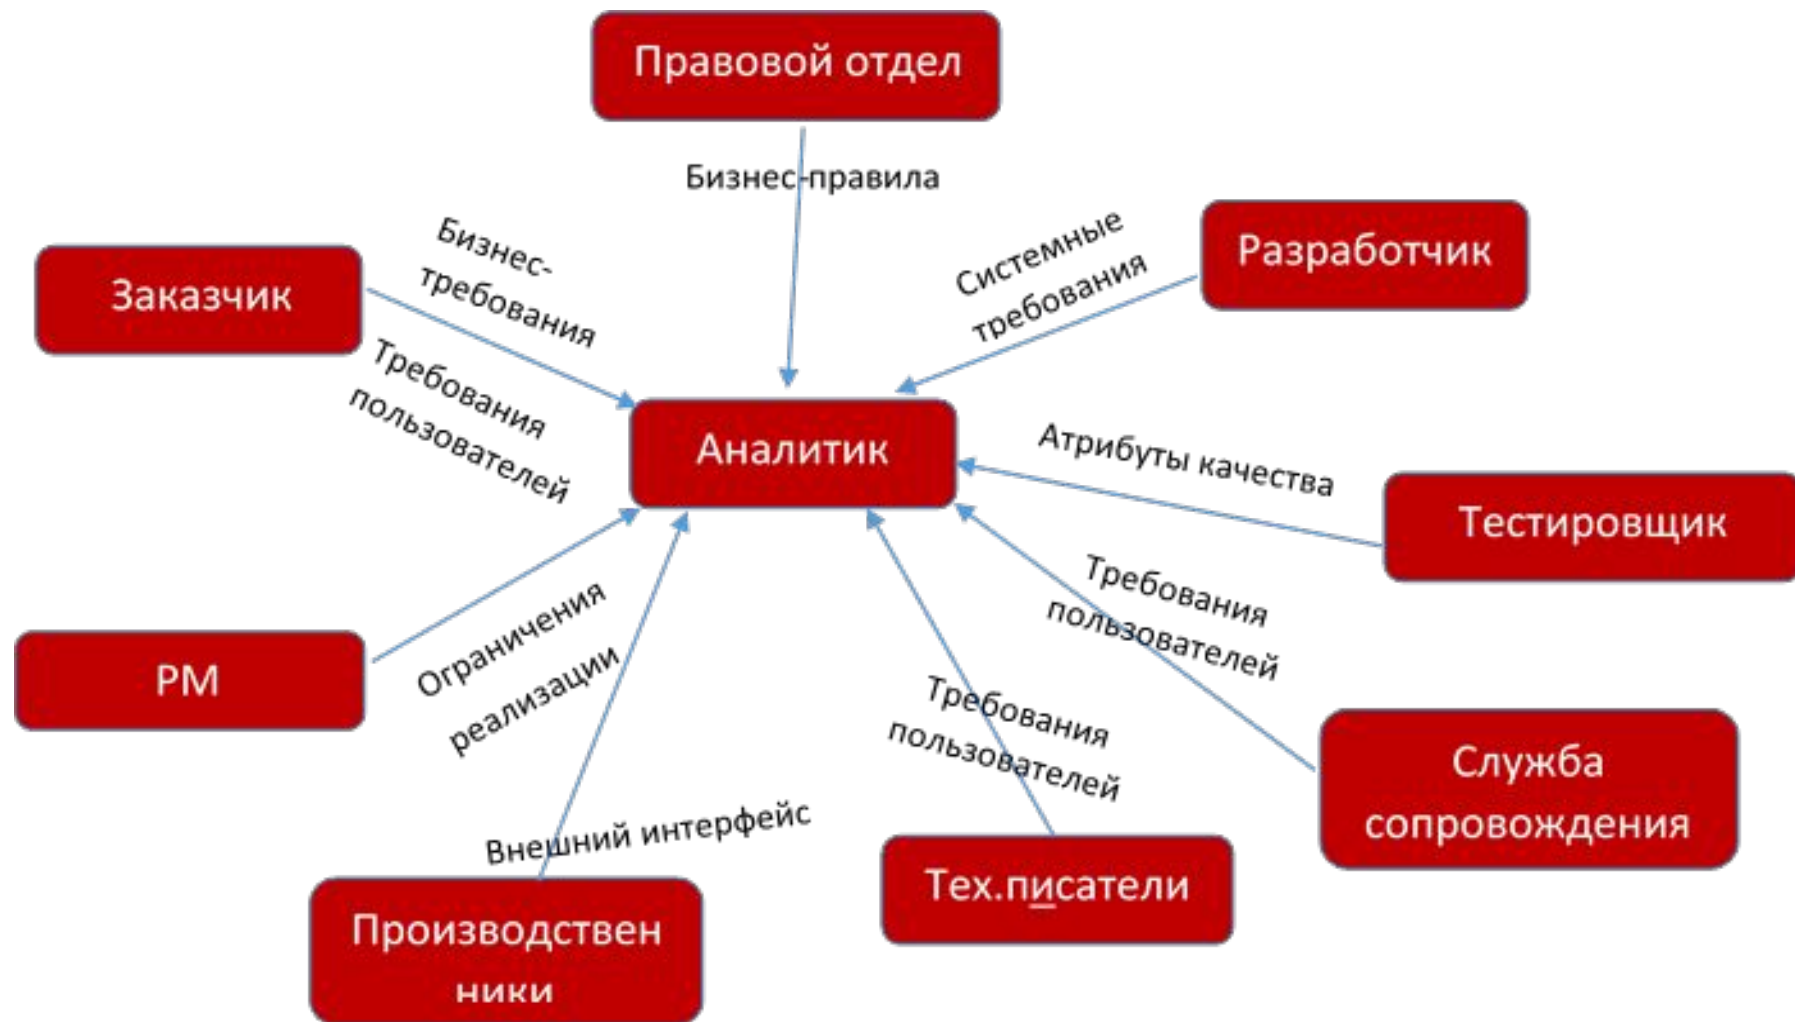 Правовой отдел
Бизнес-правила
Бизнес-
требования
Системные
требования
Разработчик
Заказчик
Требования
пользователей
Аналитик
Атрибуты качества
Тестировщик
Требования
пользователей
Ограничения
реализации
РМ
Требования
пользователей
Служба
сопровождения
Внешний интерфейс
Тех.писатели
Производствен
ники